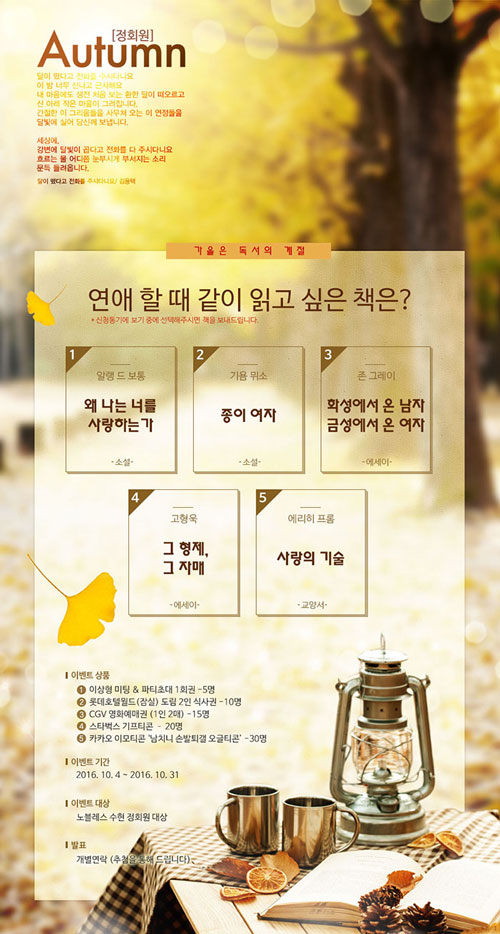 [정회원]
Autumn
달이 떴다고 전화를 주시다니요
이 밤 너무 신나고 근사해요
내 마음에도 생전 처음 보는 환한 달이 떠오르고
산 아래 작은 마을이 그려집니다.
간절한 이 그리움들을 사무쳐 오는 이 연정들을
달빛에 실어 당신께 보냅니다.
세상에,
강변에 달빛이 곱다고 전화를 다 주시다니요
흐르는 물 어디쯤 눈부시게 부서지는 소리
문득 들려옵니다.
달이 떴다고 전화를 주시다니요/ 김용택
가을은 독서의 계절
연애 할 때 같이 읽고 싶은 책은?
* 신청동기에 보기 중에 선택해주시면 책을 보내드립니다.
1
알랭 드 보통
왜 나는 너를
사랑하는가
- 소설 -
2
기욤 뮈소
종이 여자
- 소설 -
3
존 그레이
화성에서 온 남자
금성에서 온 여자
- 에세이-
4
고형욱
그 형제,
그 자매
- 에세이-
5
에리히 프롬
사랑의 기술
- 교양서-
이벤트 상품
1 이상형 미팅 & 파티초대 1회권 -5명
2 롯데호텔월드(잠실) 도림 2인 식사권 -10명
3 CGV 영화예매권 (1인 2매) -15명
4 스타벅스 기프티콘 - 20명
5 카카오 이모티콘 '남치니 손발퇴갤 오글티콘' -30명
이벤트 기간
2016. 10. 4 ~ 2016. 10. 31
이벤트 대상
노블레스 수현 정회원 대상
발표
개별연락 (추첨을 통해 드립니다)